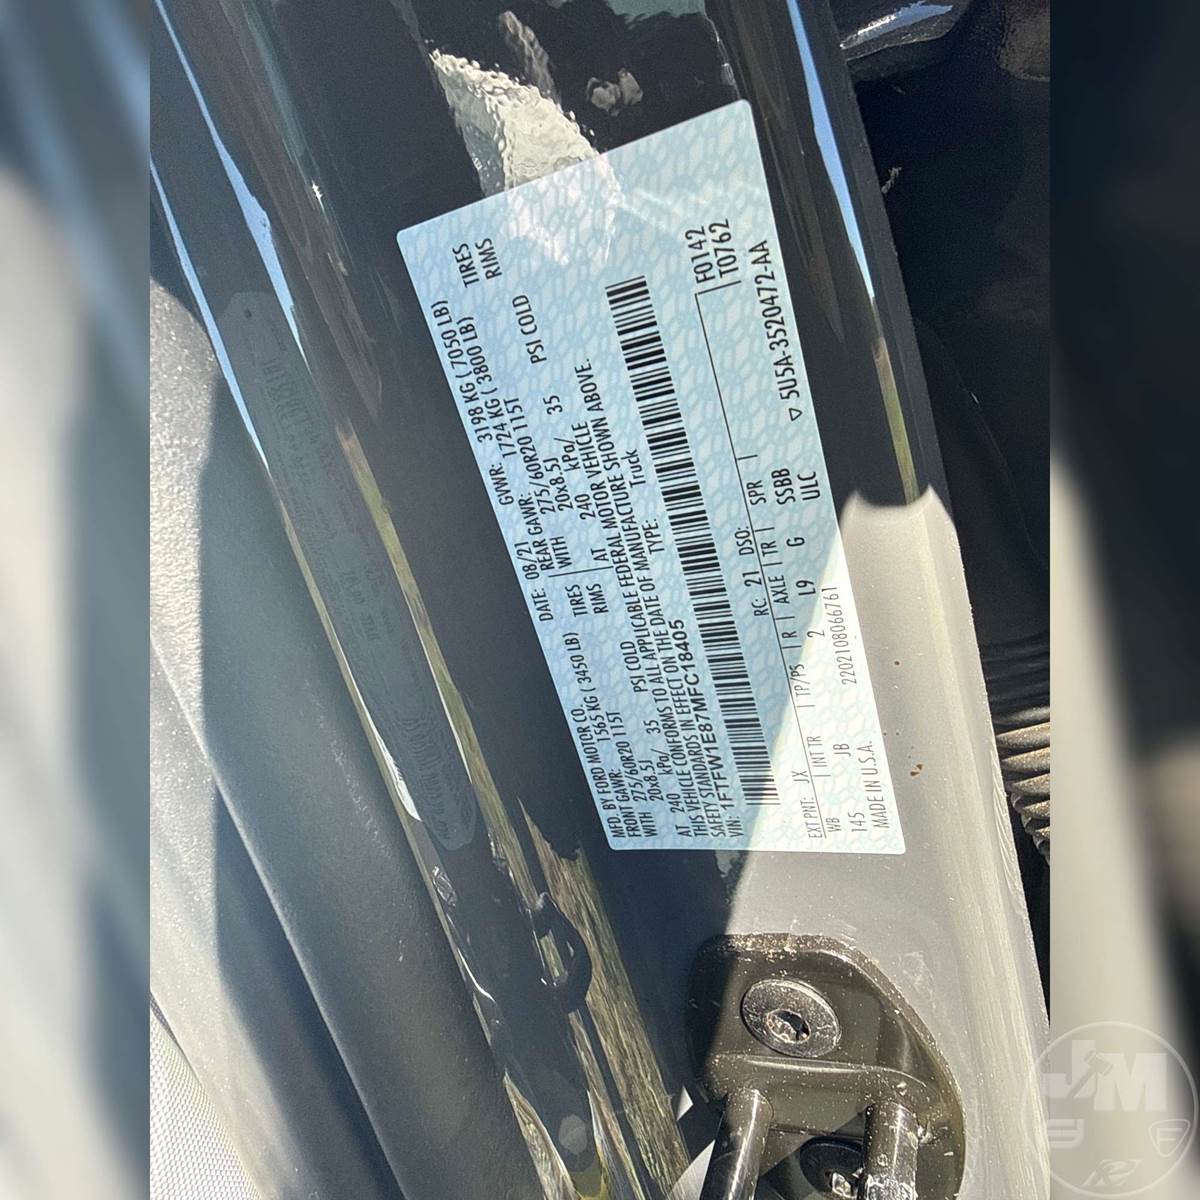 MFD. BY FORD MOTOR CO. DATE: 08/21 GVWR: 3198 KG ( 7050 LB)
FRONT GAWR: 1565 KG ( 3450 LB) REAR GAWR: 1724 KG ( 3800 LB)
275/60R20 115T TIRES 275/60R20 115T TIRES
WITH 20x8.5J RIMS WITH 20x8.5J RIMS
AT 240 kPa/ 35 PSI COLD AT 240 kPa/ 35 PSI COLD
THIS VEHICLE CONFORMS TO ALL APPLICABLE FEDERAL MOTOR VEHICLE
SAFETY STANDARDS IN EFFECT ON THE DATE OF MANUFACTURE SHOWN ABOVE.
VIN: 1FTFW1E87MFC18405 TYPE: Truck
F0142
T0762
EXT PNT: JX RC: 21 DSO:
WB INT TR TP/PS R AXLE TR SPR
145 JB 2 L9 G SSBB
ULC ▽ 5U5A-3520472-AA
MADE IN U.S.A. 2202108066761
JM